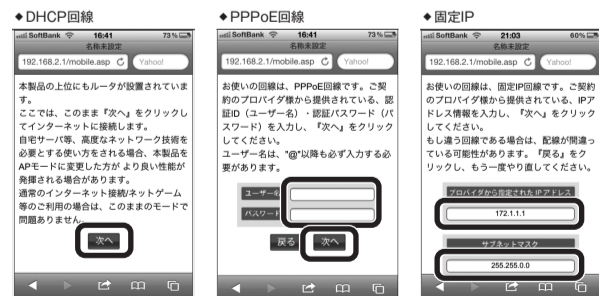 ◆DHCP回線
SoftBank 16:41 73%
名称未設定
192.168.2.1/mobile.asp Yahoo!
本製品の上位にもルータが設置されていま
す。
ここでは、このまま『次へ』をクリックし
てインターネットに接続します。
自宅サーバ等、高度なネットワーク技術を
必要とする使い方をされる場合、本製品を
APモードに変更した方が より良い性能が
発揮される場合があります。
通常のインターネット接続/ネットゲーム
等のご利用の場合は、このままのモードで
問題ありません。
次へ
◆PPPoE回線
SoftBank 16:41 73%
名称未設定
192.168.2.1/mobile.asp Yahoo!
お使いの回線は、PPPoE回線です。ご契
約のプロバイダ様から提供されている、認
証ID（ユーザー名）・認証パスワード（パ
スワード）を入力し、『次へ』をクリック
してください。
ユーザー名は、"@"以降も必ず入力する必
要があります。
ユーザー名
パスワード
戻る 次へ
◆固定IP
SoftBank 21:03 60%
名称未設定
192.168.2.1/mobile.asp Yahoo!
お使いの回線は、固定IP回線です。ご契約
のプロバイダ様から提供されている、IPア
ドレス情報を入力し、『次へ』をクリック
してください。
もし違う回線である場合は、配線が間違っ
ている可能性があります。『戻る』をク
リックし、もう一度やり直してください。
プロバイダから指定された IP アドレス
172.1.1.1
サブネットマスク
255.255.0.0